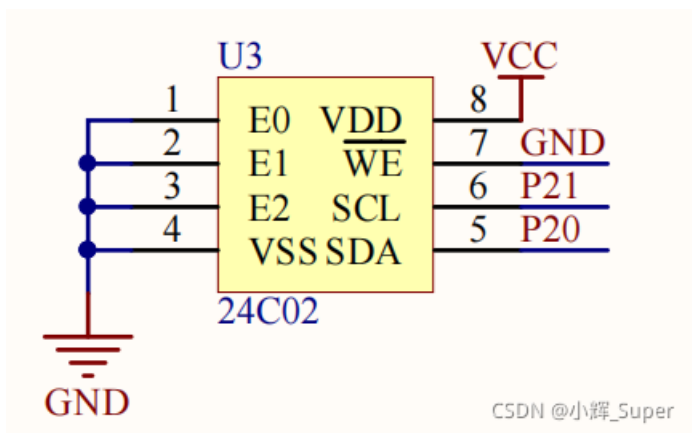 U3
VCC
1 E0 VDD 8
2 E1 WE 7 GND
3 E2 SCL 6 P21
4 VSS SDA 5 P20
24C02
GND
CSDN @小辉_Super